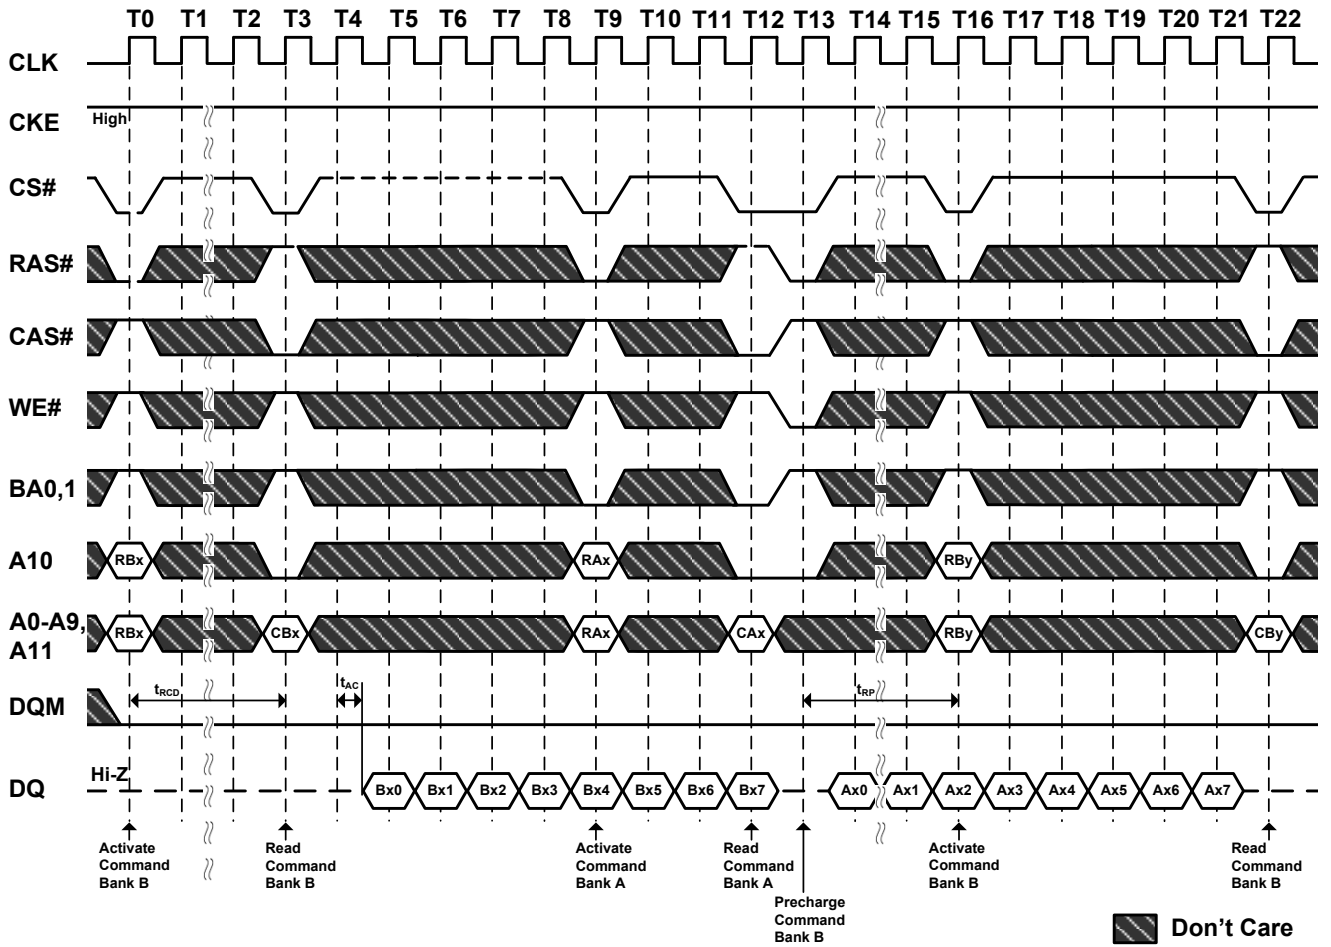 T0 T1 T2 T3 T4 T5 T6 T7 T8 T9 T10 T11 T12 T13 T14 T15 T16 T17 T18 T19 T20 T21 T22
CLK
CKE High
CS#
RAS#
CAS#
WE#
BA0,1
A10 RBx RAx RBy
A0-A9,
A11 RBx CBx RAx CAx RBy CBy
tRCD tAC tRP
DQM
Hi-Z
DQ Bx0 Bx1 Bx2 Bx3 Bx4 Bx5 Bx6 Bx7 Ax0 Ax1 Ax2 Ax3 Ax4 Ax5 Ax6 Ax7
Activate
Command
Bank B
Read
Command
Bank B
Activate
Command
Bank A
Read
Command
Bank A
Precharge
Command
Bank B
Activate
Command
Bank B
Read
Command
Bank B
Don't Care